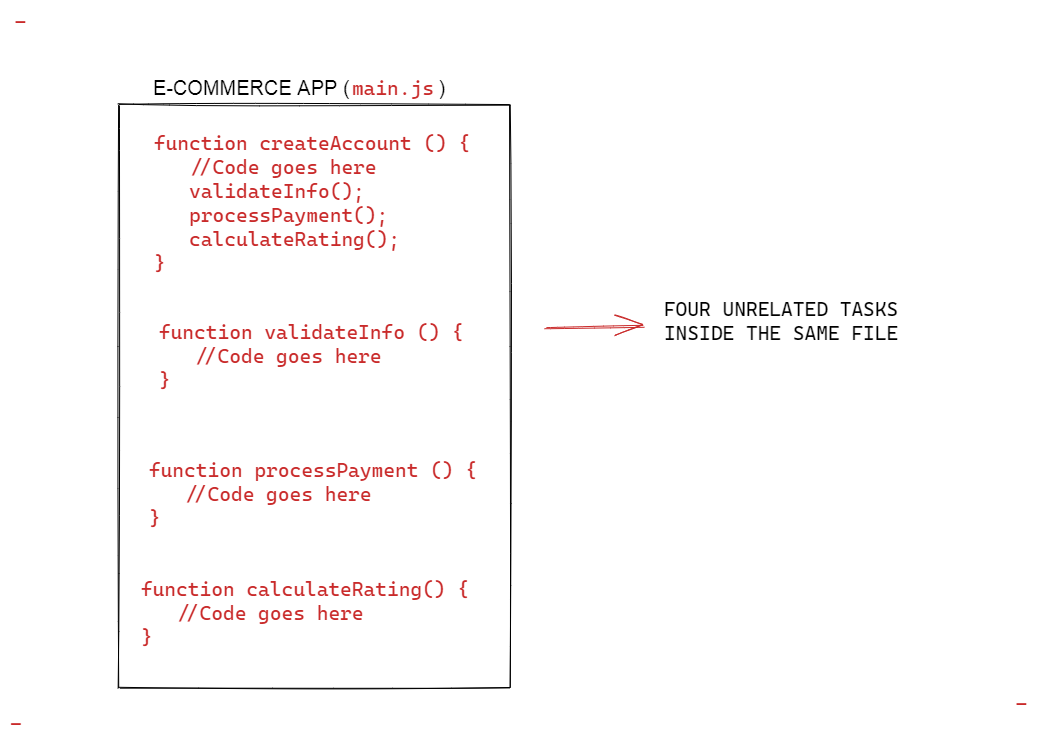 E-COMMERCE APP (main.js )
function createAccount () {
//Code goes here
validateInfo();
processPayment();
calculateRating();
}
function validateInfo () {
//Code goes here
}
function processPayment () {
//Code goes here
}
function calculateRating() {
//Code goes here
}
FOUR UNRELATED TASKS
INSIDE THE SAME FILE